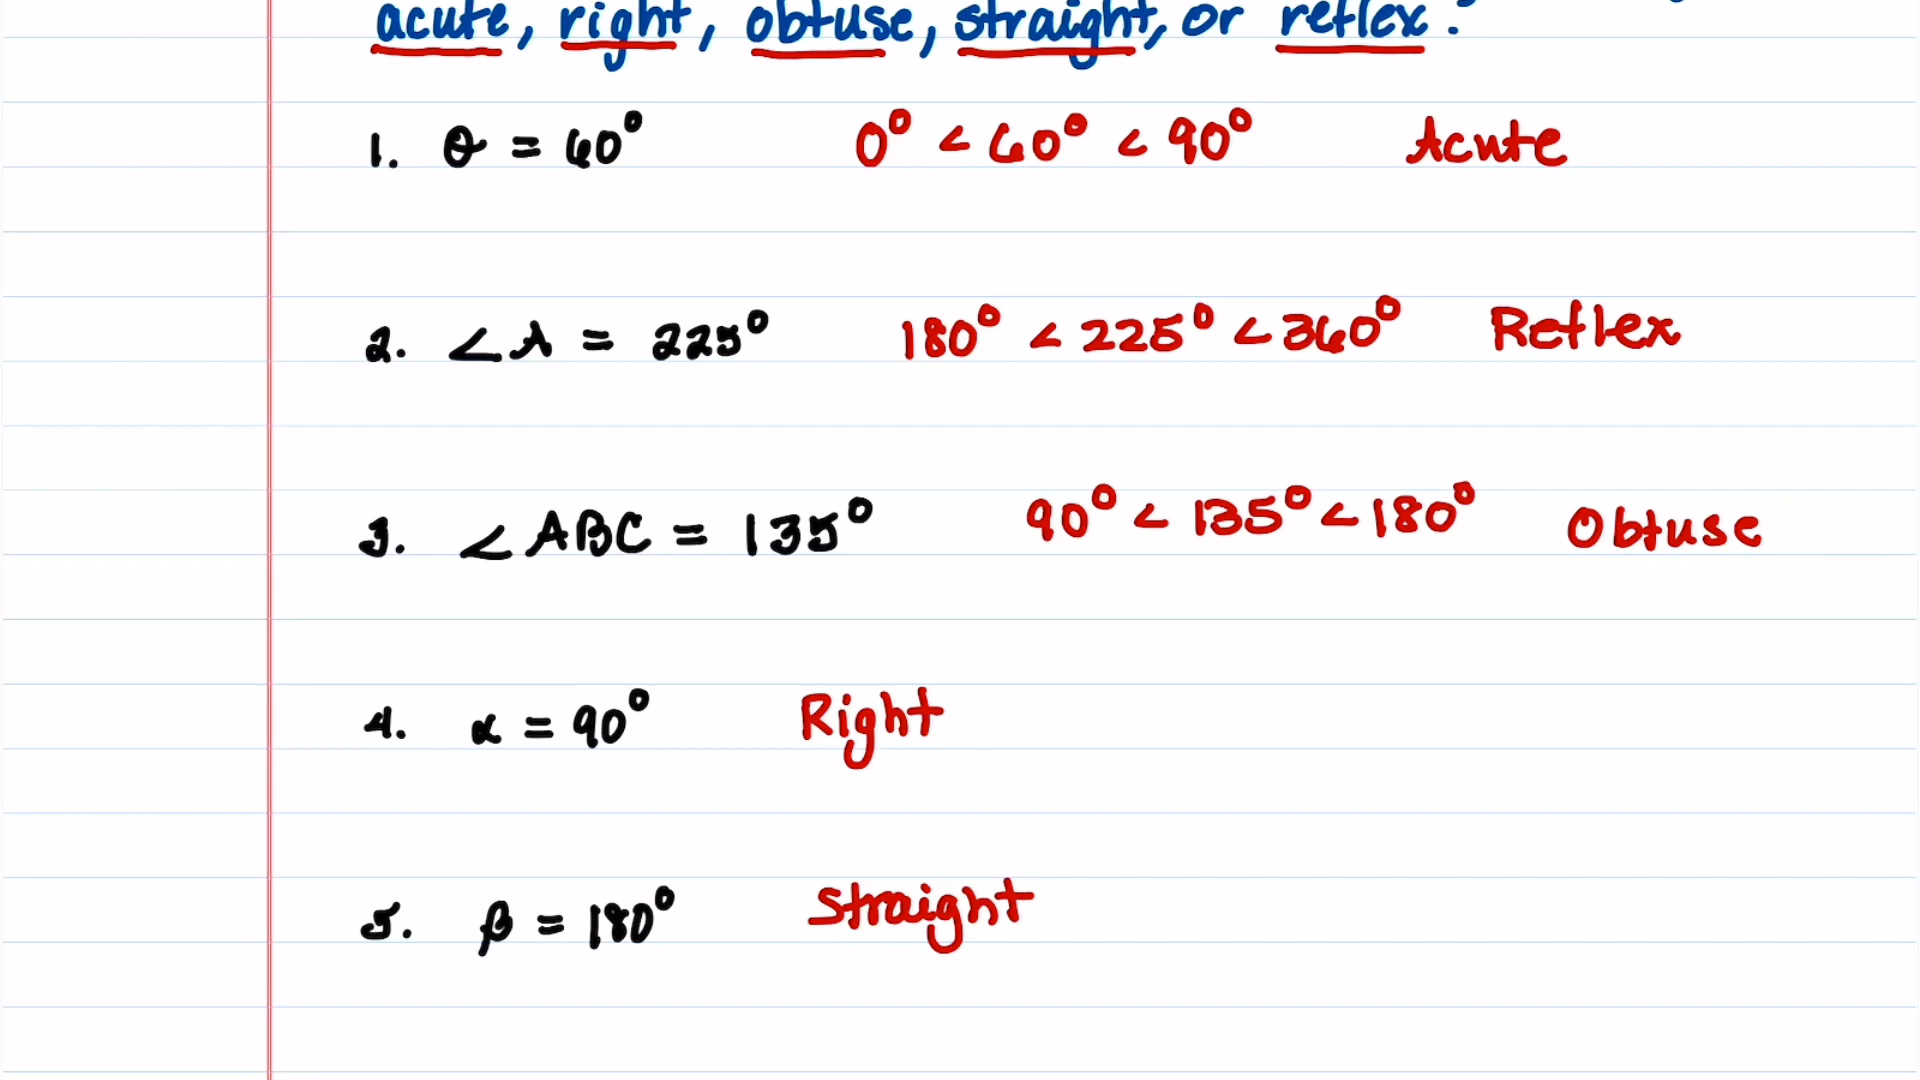 acute, right, obtuse, straight, or reflex.
1. θ = 60° 0° < 60° < 90° Acute
2. ∠A = 225° 180° < 225° < 360° Reflex
3. ∠ABC = 135° 90° < 135° < 180° Obtuse
4. α = 90° Right
5. β = 180° Straight